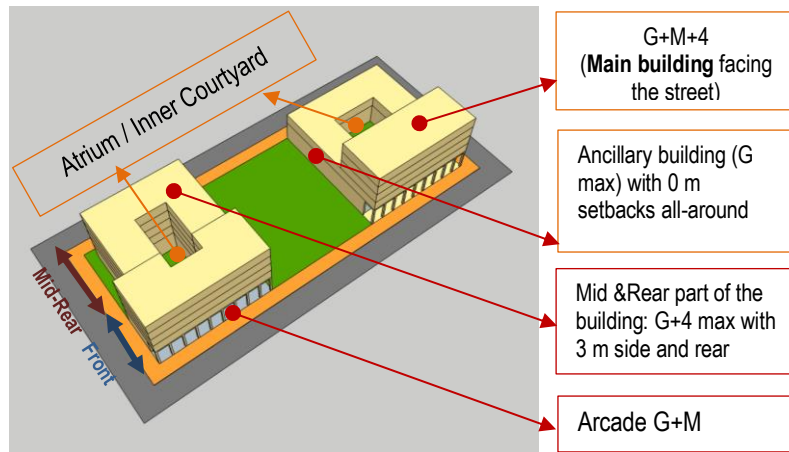 G+M+4
(Main building facing
the street)
Atrium / Inner Courtyard
Ancillary building (G
max) with 0 m
setbacks all-around
Mid &Rear part of the
building: G+4 max with
3 m side and rear
Mid-Rear
Front
Arcade G+M